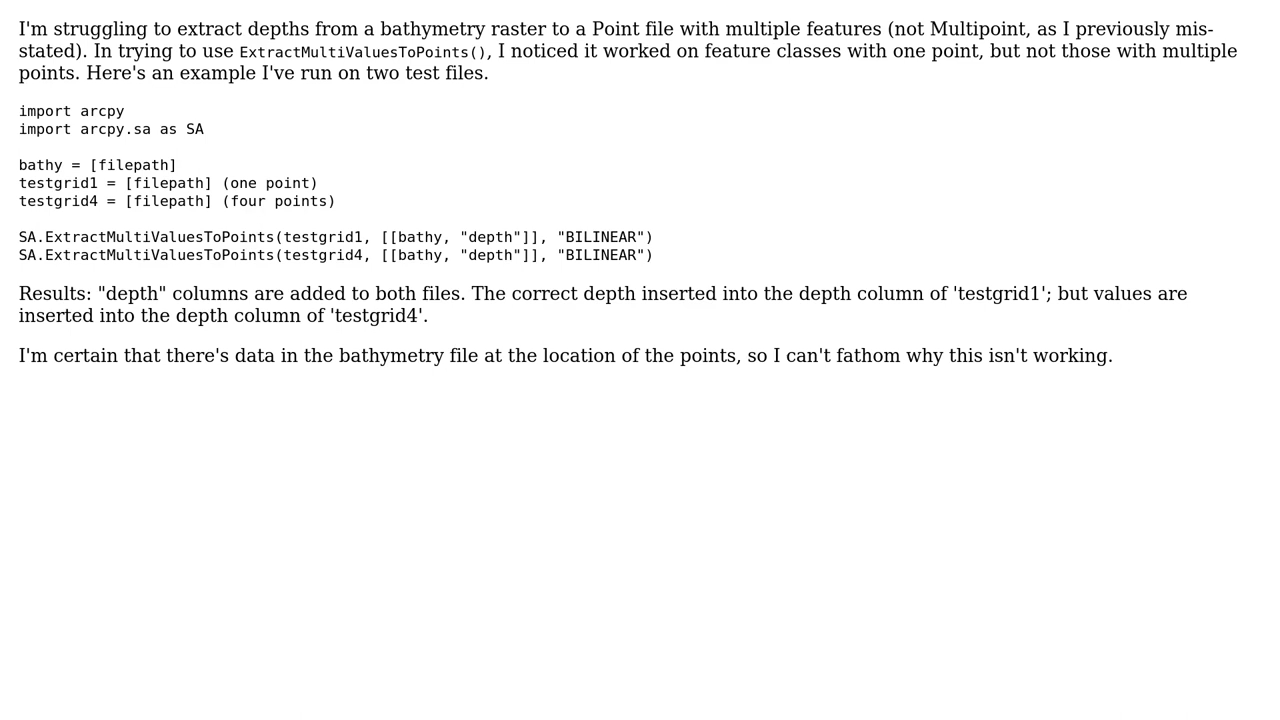 I'm struggling to extract depths from a bathymetry raster to a Point file with multiple features (not Multipoint, as I previously mis-
stated). In trying to use ExtractMultiValuesToPoints(), I noticed it worked on feature classes with one point, but not those with multiple
points. Here's an example I've run on two test files.
import arcpy
import arcpy.sa as SA
bathy = [filepath]
testgrid1 = [filepath] (one point)
testgrid4 = [filepath] (four points)
SA.ExtractMultiValuesToPoints(testgrid1, [[bathy, "depth"]], "BILINEAR")
SA.ExtractMultiValuesToPoints(testgrid4, [[bathy, "depth"]], "BILINEAR")
Results: "depth" columns are added to both files. The correct depth inserted into the depth column of 'testgrid1'; but values are
inserted into the depth column of 'testgrid4'.
I'm certain that there's data in the bathymetry file at the location of the points, so I can't fathom why this isn't working.